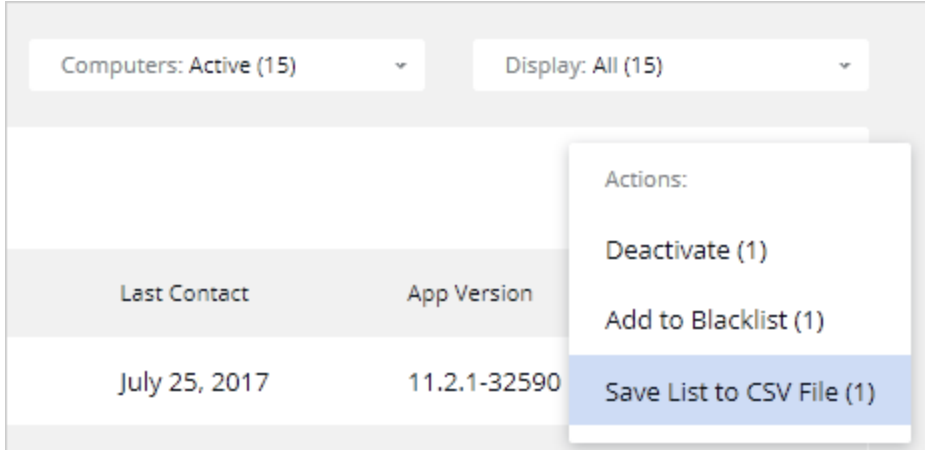 Computers: Active (15)
Display: All (15)
Actions:
Deactivate (1)
Last Contact
App Version
Add to Blacklist (1)
July 25, 2017
11.2.1-32590
Save List to CSV File (1)